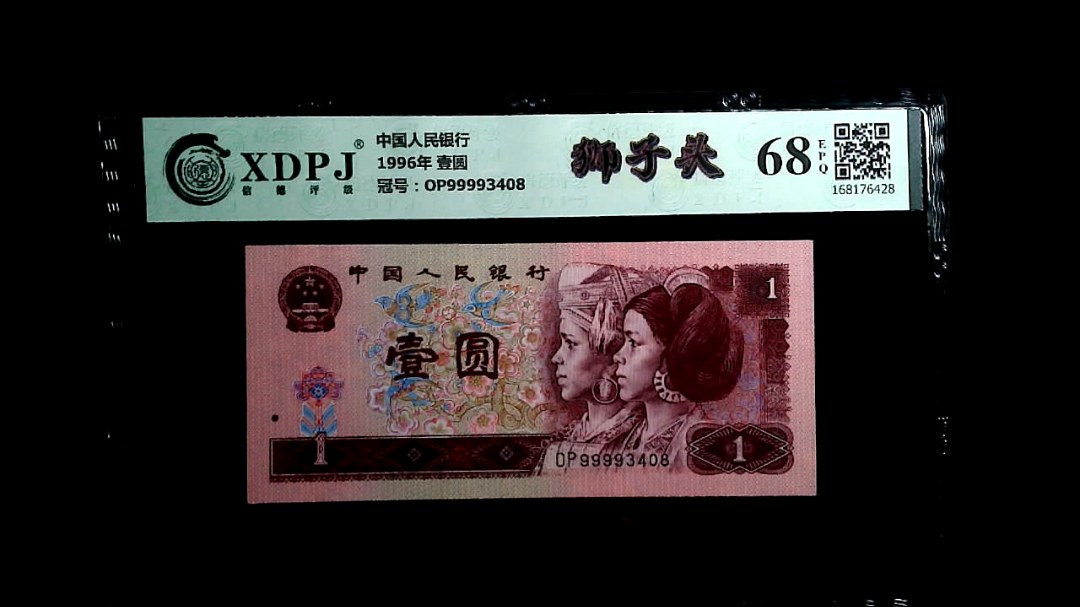 XDPJ®
信德评级
中国人民银行
1996年 壹圆
冠号：OP99993408
狮子头
68
EPQ
168176428
中国人民银行
1
壹圆
1
OP99993408
1